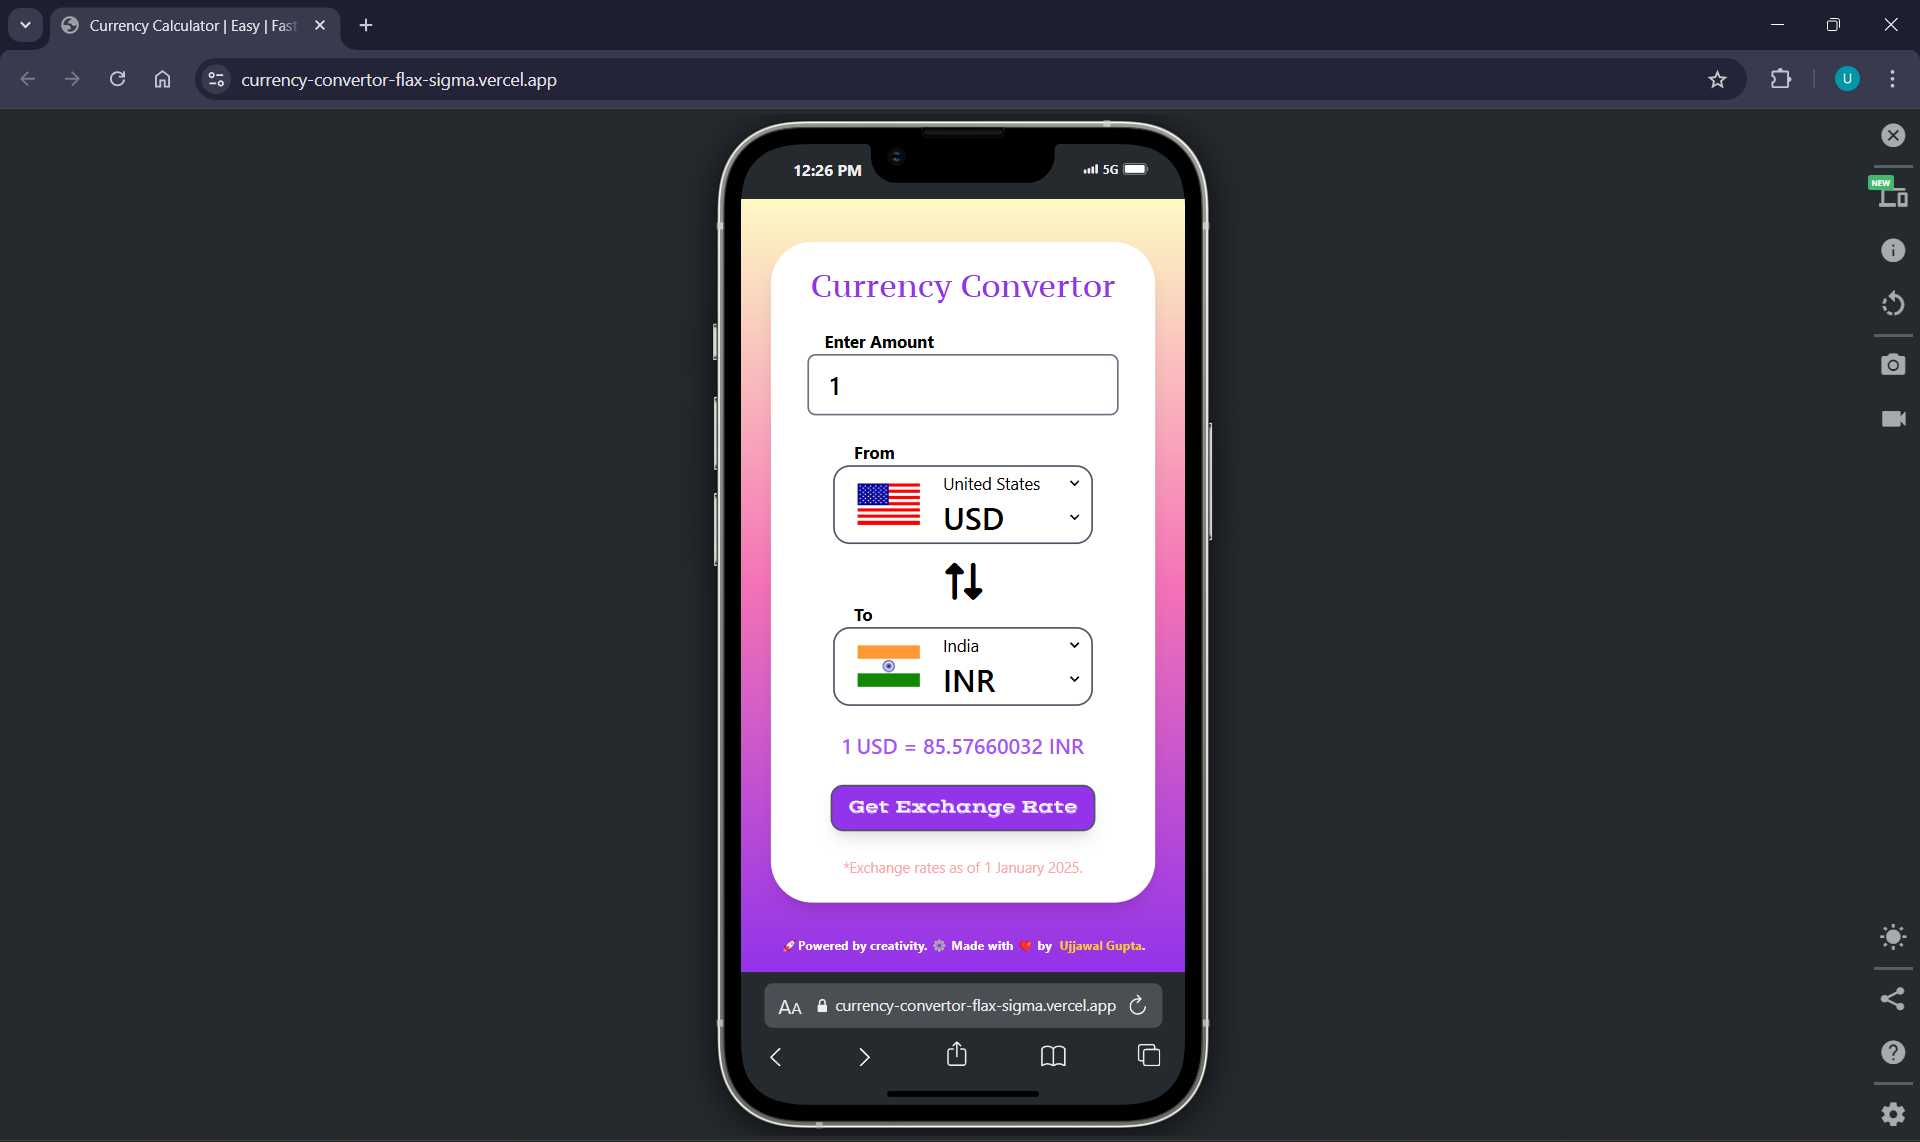 Currency Calculator | Easy | Fast
currency-convertor-flax-sigma.vercel.app
U
NEW
12:26 PM
5G
Currency Convertor
Enter Amount
1
From
United States
USD
To
India
INR
1 USD = 85.57660032 INR
Get Exchange Rate
*Exchange rates as of 1 January 2025.
🚀Powered by creativity. ⚙️ Made with ❤️ by Ujjawal Gupta.
AA currency-convertor-flax-sigma.vercel.app